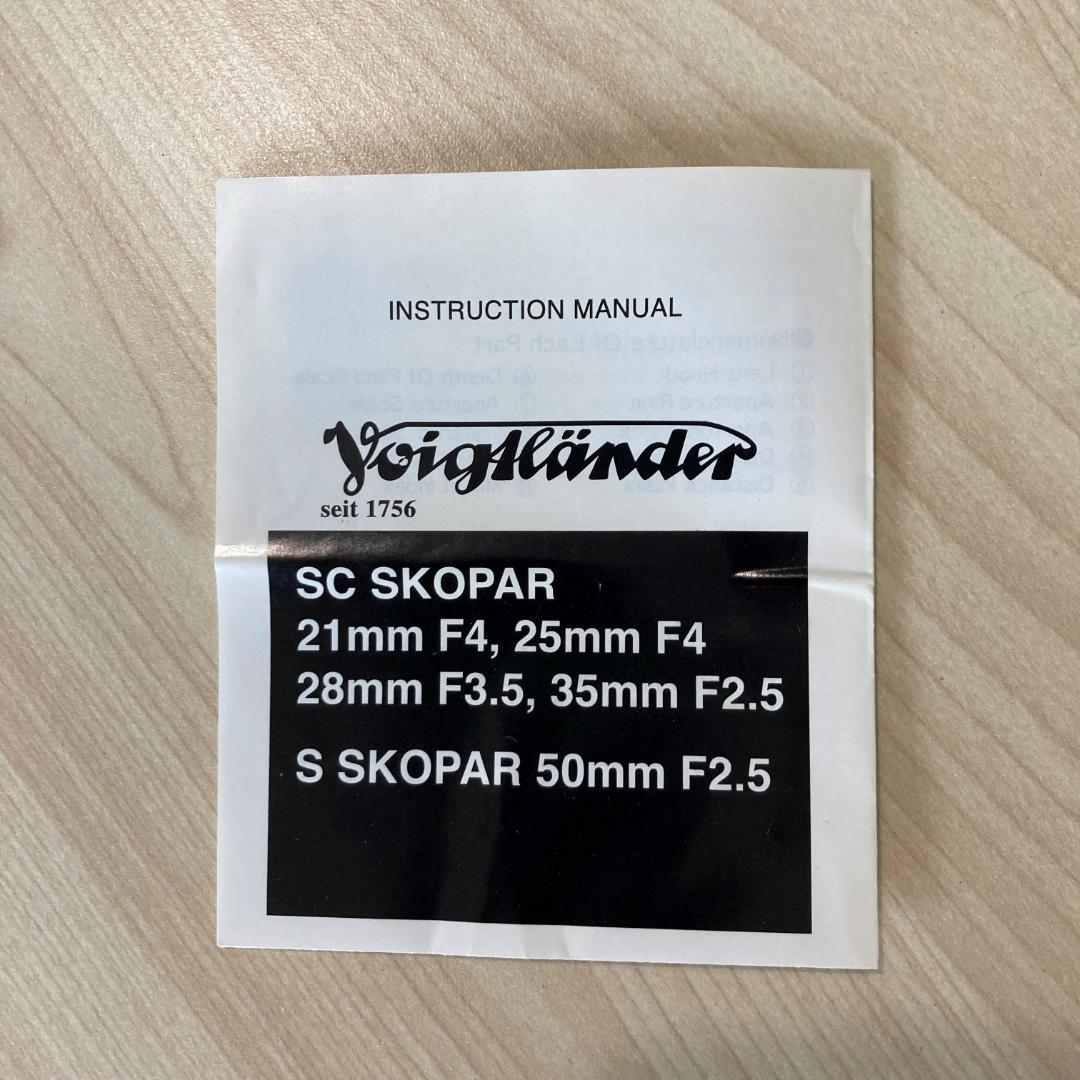 INSTRUCTION MANUAL
Voigtländer
seit 1756
SC SKOPAR
21mm F4, 25mm F4
28mm F3.5, 35mm F2.5
S SKOPAR 50mm F2.5